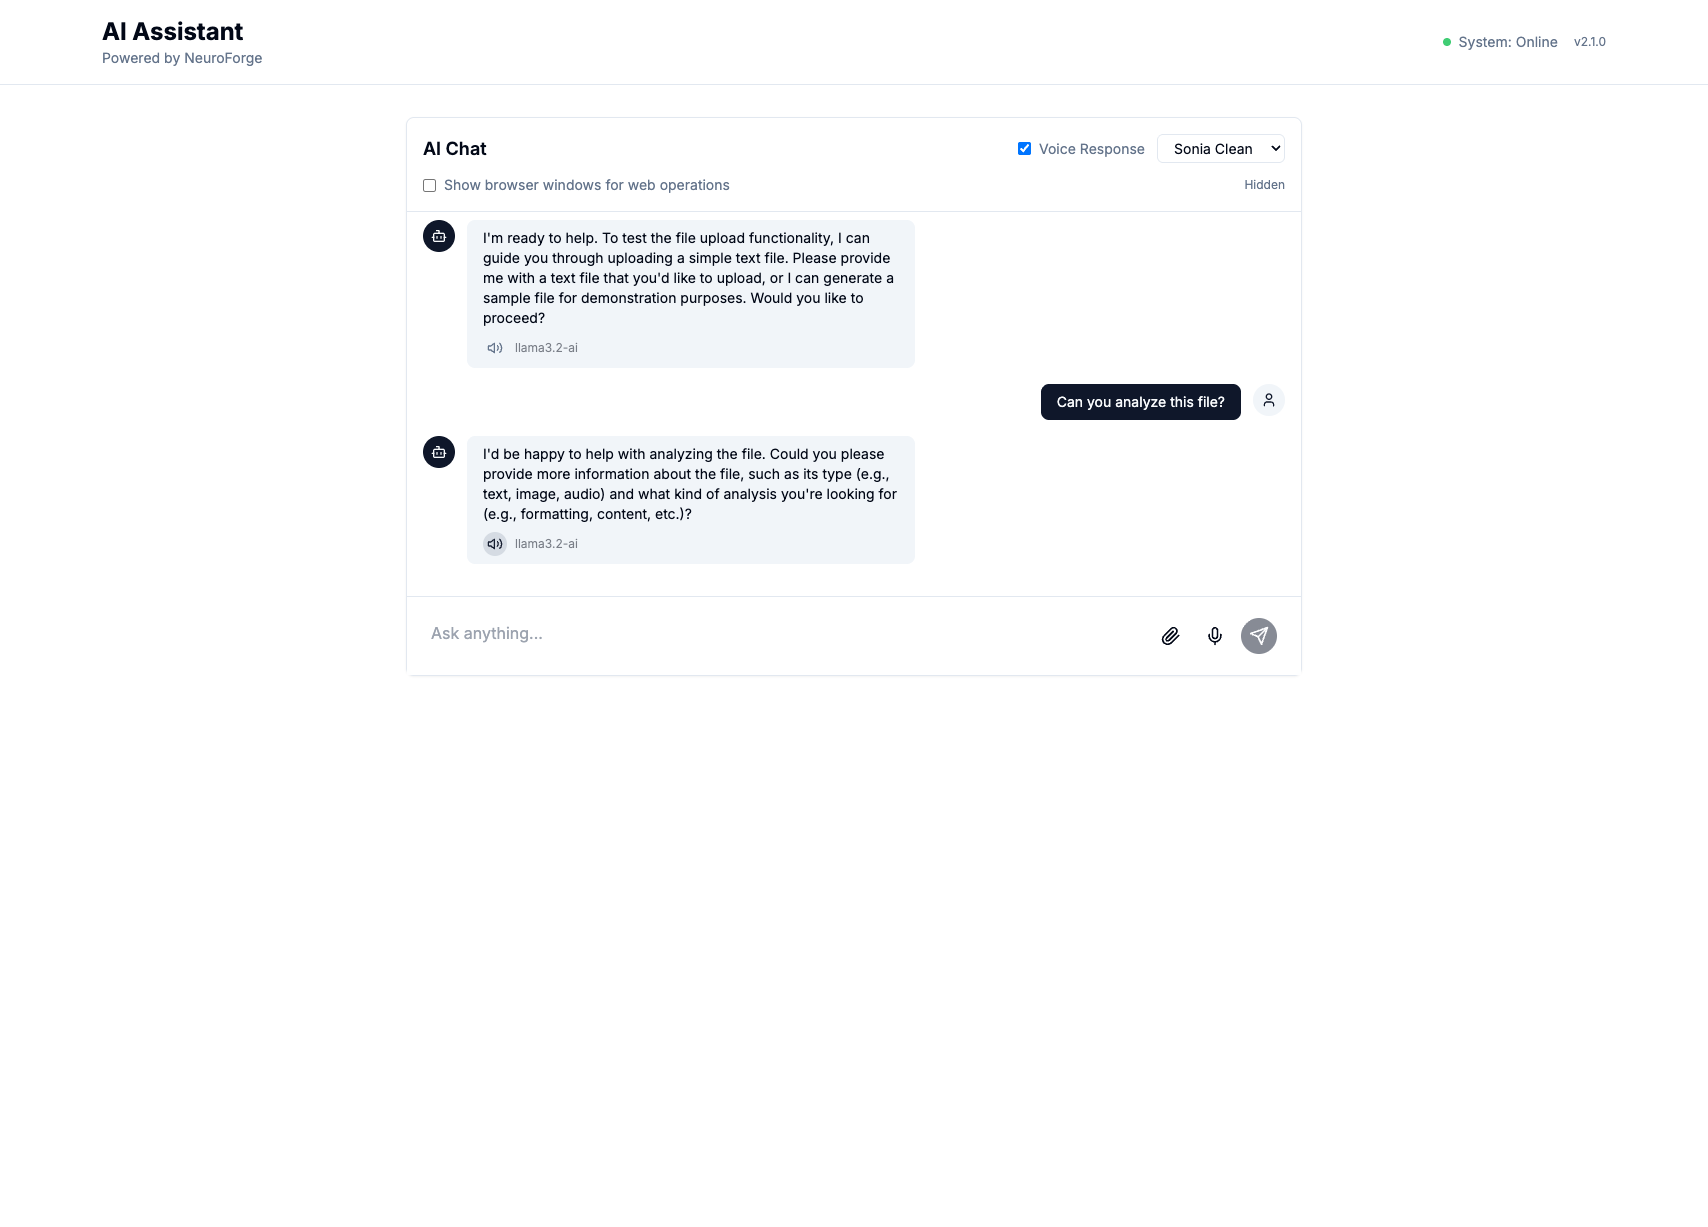 AI Assistant
Powered by NeuroForge
System: Online
v2.1.0
AI Chat
Voice Response
Sonia Clean
Show browser windows for web operations
Hidden
I'm ready to help. To test the file upload functionality, I can
guide you through uploading a simple text file. Please provide
me with a text file that you'd like to upload, or I can generate a
sample file for demonstration purposes. Would you like to
proceed?
llama3.2-ai
Can you analyze this file?
I'd be happy to help with analyzing the file. Could you please
provide more information about the file, such as its type (e.g.,
text, image, audio) and what kind of analysis you're looking for
(e.g., formatting, content, etc.)?
llama3.2-ai
Ask anything...